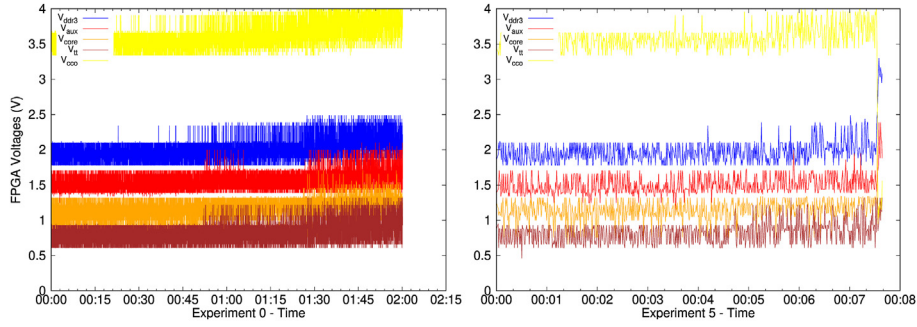 4
3.5
3
2.5
2
1.5
1
0.5
0
FPGA Voltages (V)
Vddr3
Vaux
Vcore
Vtt
Vcco
00:00 00:15 00:30 00:45 01:00 01:15 01:30 01:45 02:00 02:15
Experiment 0 - Time
4
3.5
3
2.5
2
1.5
1
0.5
0
Vddr3
Vaux
Vcore
Vtt
Vcco
00:00 00:01 00:02 00:03 00:04 00:05 00:06 00:07 00:08
Experiment 5 - Time